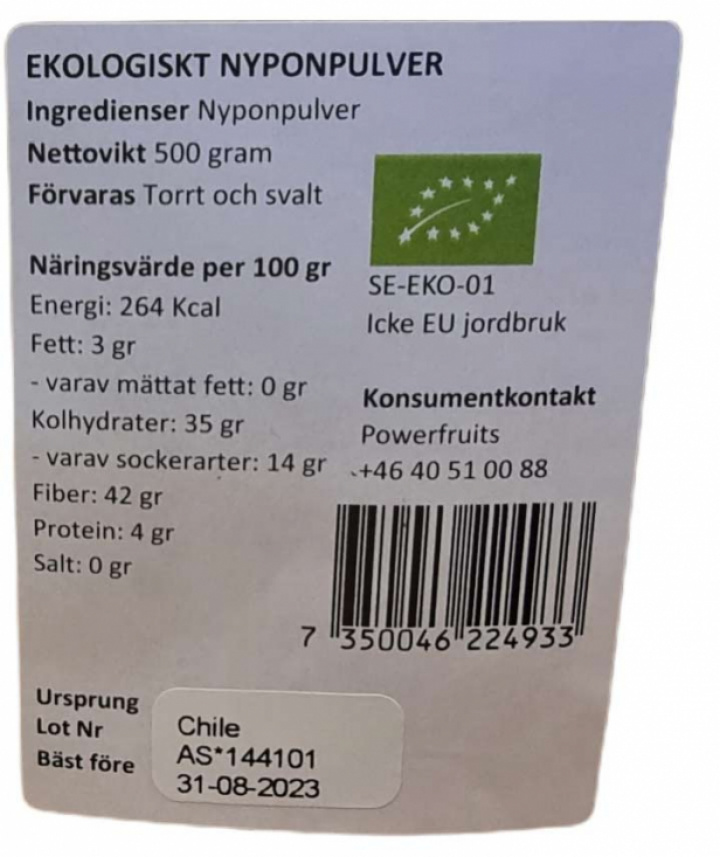 EKOLOGISKT NYPONPULVER
Ingredienser Nyponpulver
Nettovikt 500 gram
Förvaras Torrt och svalt
Näringsvärde per 100 gr
Energi: 264 Kcal
Fett: 3 gr
- varav mättat fett: 0 gr
Kolhydrater: 35 gr
- varav sockerarter: 14 gr
Fiber: 42 gr
Protein: 4 gr
Salt: 0 gr
SE-EKO-01
Icke EU jordbruk
Konsumentkontakt
Powerfruits
+46 40 51 00 88
7 350046 224933
Ursprung Chile
Lot Nr AS*144101
Bäst före 31-08-2023